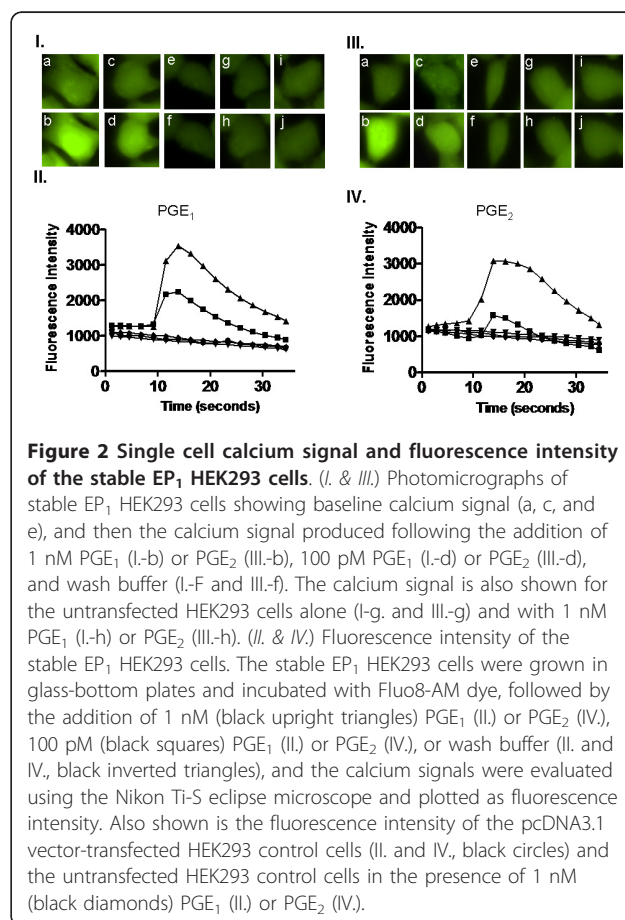 I.
III.
a c e g i
a c e g i
b d f h j
b d f h j
II.
IV.
PGE₁
4000
3000
2000
1000
0
Fluorescence Intensity
0 10 20 30
Time (seconds)
PGE₂
4000
3000
2000
1000
0
Fluorescence Intensity
0 10 20 30
Time (seconds)
Figure 2 Single cell calcium signal and fluorescence intensity
of the stable EP₁ HEK293 cells. (I. & III.) Photomicrographs of
stable EP₁ HEK293 cells showing baseline calcium signal (a, c, and
e), and then the calcium signal produced following the addition of
1 nM PGE₁ (I.-b) or PGE₂ (III.-b), 100 pM PGE₁ (I.-d) or PGE₂ (III.-d),
and wash buffer (I.-F and III.-f). The calcium signal is also shown for
the untransfected HEK293 cells alone (I-g. and III.-g) and with 1 nM
PGE₁ (I.-h) or PGE₂ (III.-h). (II. & IV.) Fluorescence intensity of the
stable EP₁ HEK293 cells. The stable EP₁ HEK293 cells were grown in
glass-bottom plates and incubated with Fluo8-AM dye, followed by
the addition of 1 nM (black upright triangles) PGE₁ (II.) or PGE₂ (IV.),
100 pM (black squares) PGE₁ (II.) or PGE₂ (IV.), or wash buffer (II. and
IV., black inverted triangles), and the calcium signals were evaluated
using the Nikon Ti-S eclipse microscope and plotted as fluorescence
intensity. Also shown is the fluorescence intensity of the pcDNA3.1
vector-transfected HEK293 control cells (II. and IV., black circles) and
the untransfected HEK293 control cells in the presence of 1 nM
(black diamonds) PGE₁ (II.) or PGE₂ (IV.).